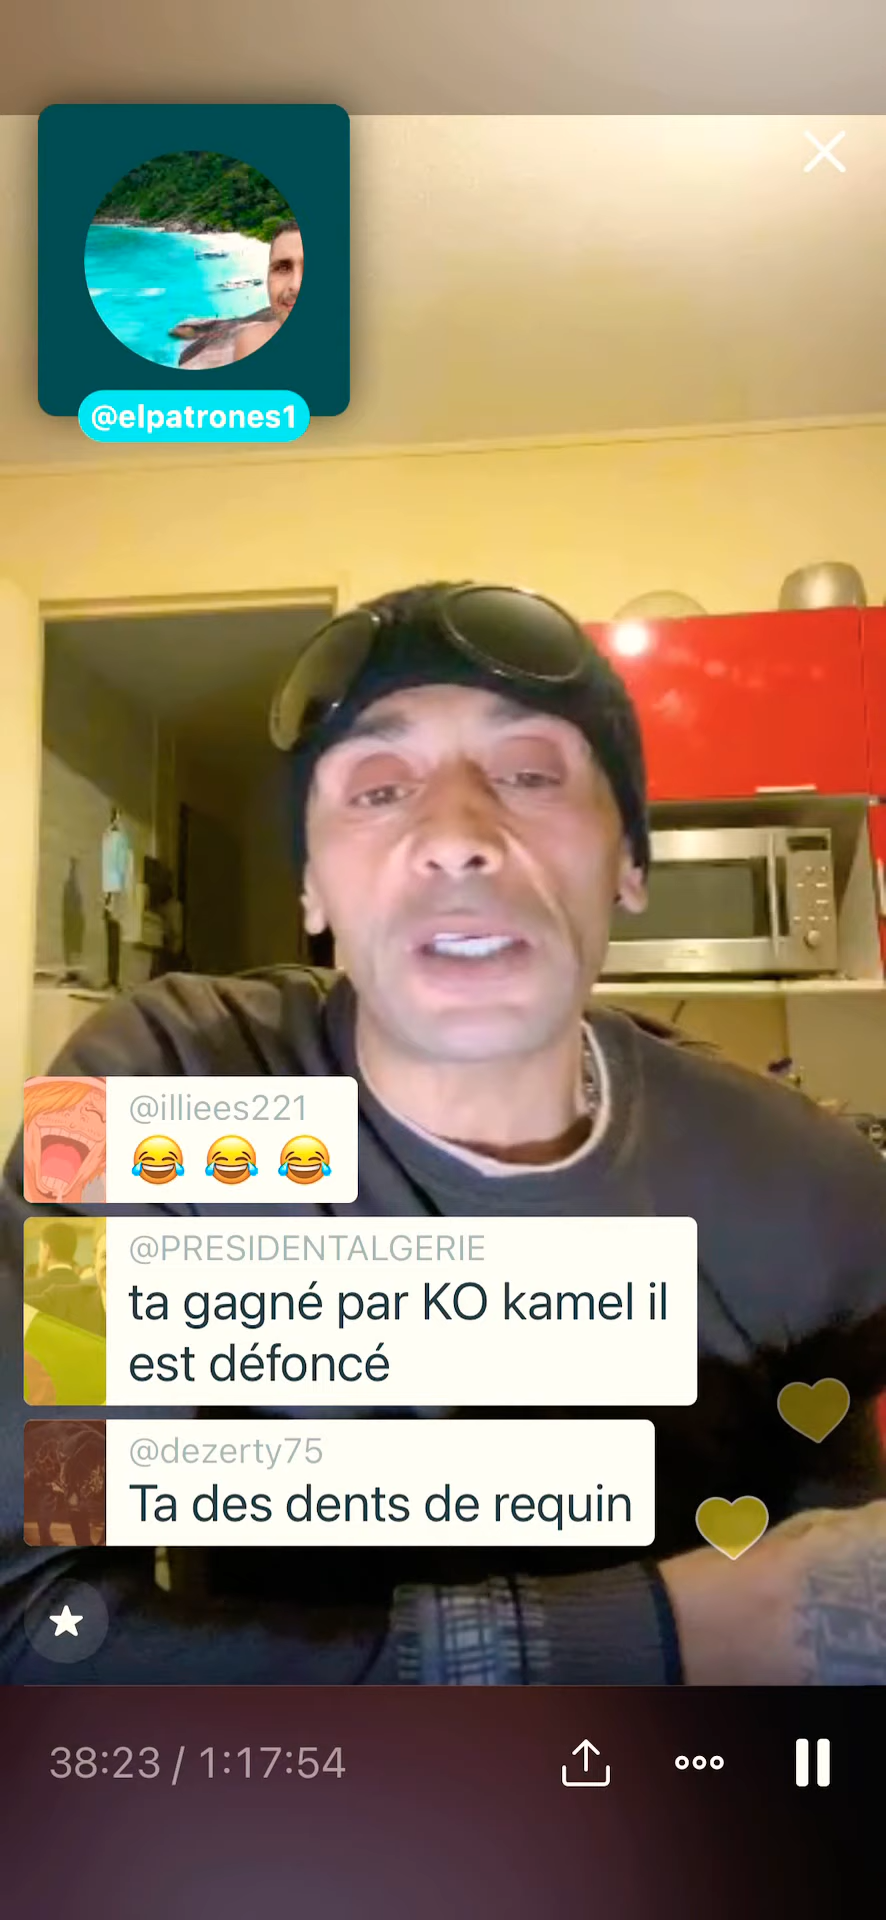 @elpatrones1
@illiees221
😂 😂 😂
@PRESIDENTALGERIE
ta gagné par KO kamel il
est défoncé
@dezerty75
Ta des dents de requin
38:23 / 1:17:54